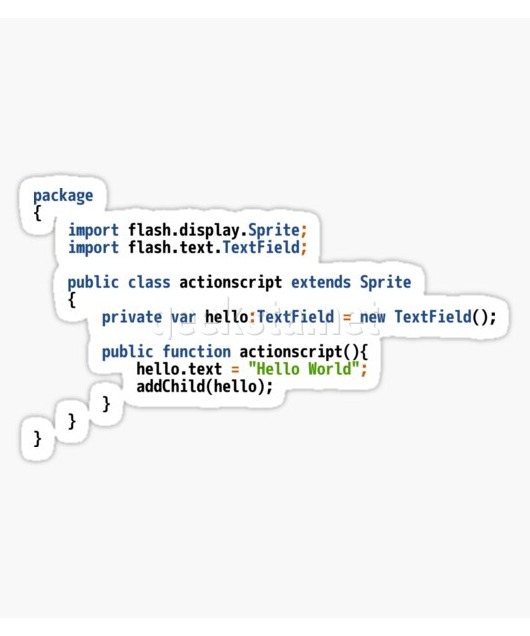 package
{
import flash.display.Sprite;
import flash.text.TextField;
public class actionscript extends Sprite
{
private var hello:TextField = new TextField();
geeksta.net
public function actionscript(){
hello.text = "Hello World";
addChild(hello);
}
}
}